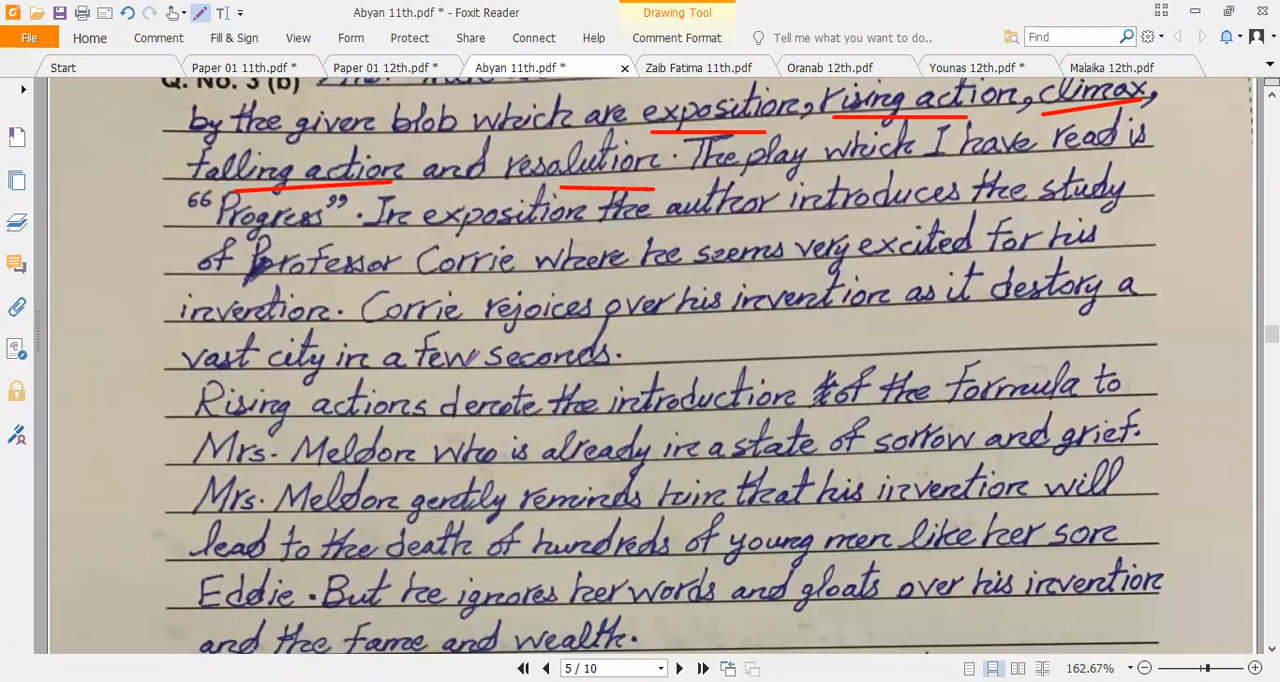 Abyan 11th.pdf * - Foxit Reader
Drawing Tool
File Home Comment Fill & Sign View Form Protect Share Connect Help Comment Format Tell me what you want to do.. Find
Start Paper 01 11th.pdf * Paper 01 12th.pdf * Abyan 11th.pdf * Zaib Fatima 11th.pdf Oranab 12th.pdf Younas 12th.pdf * Malaika 12th.pdf
Q. No. 3 (b)
by the given blob which are exposition, rising action, climax,
falling action and resolution. The play which I have read is
“Progress”. In exposition the author introduces the study
of Professor Corrie where he seems very excited for his
invention. Corrie rejoices over his invention as it destory a
vast city in a few seconds.
Rising actions denote the introduction of the formula to
Mrs. Meldon who is already in a state of sorrow and grief.
Mrs. Meldon gently reminds him that his invention will
lead to the death of hundreds of young men like her son
Eddie. But he ignores her words and gloats over his invention
and the fame and wealth.
5 / 10
162.67%